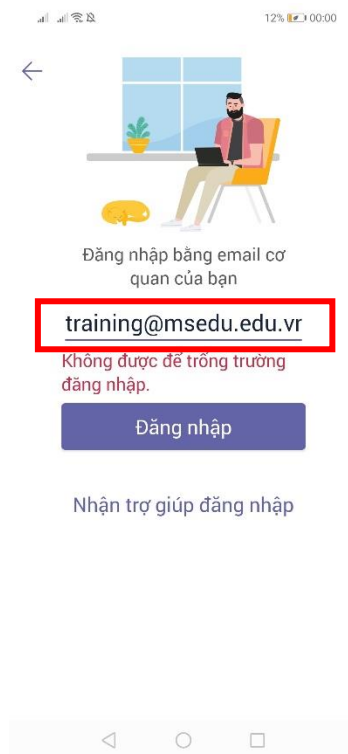 12% 00:00
Đăng nhập bằng email cơ
quan của bạn
training@msedu.edu.vr
Không được để trống trường
đăng nhập.
Đăng nhập
Nhận trợ giúp đăng nhập